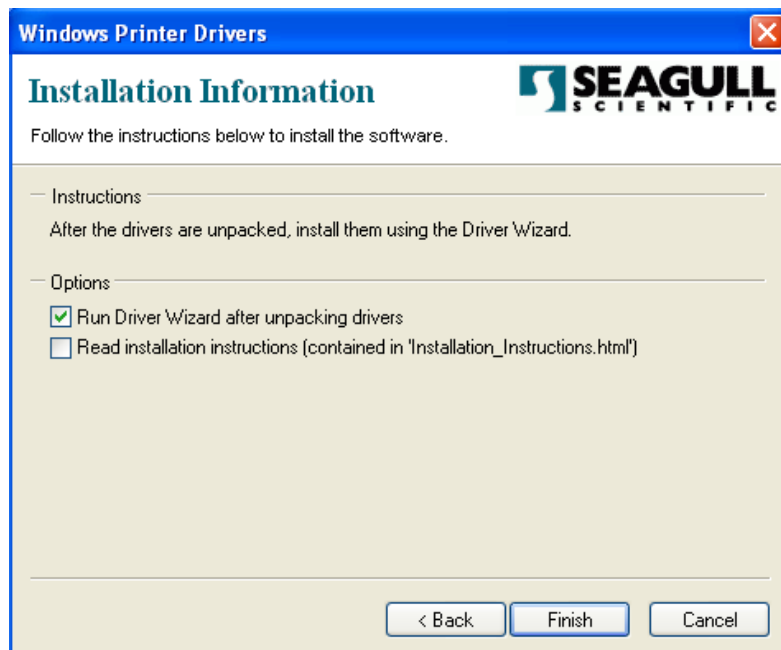 Windows Printer Drivers
Installation Information
SEAGULL
SCIENTIFIC
Follow the instructions below to install the software.
Instructions
After the drivers are unpacked, install them using the Driver Wizard.
Options
Run Driver Wizard after unpacking drivers
Read installation instructions (contained in 'Installation_Instructions.html')
< Back
Finish
Cancel